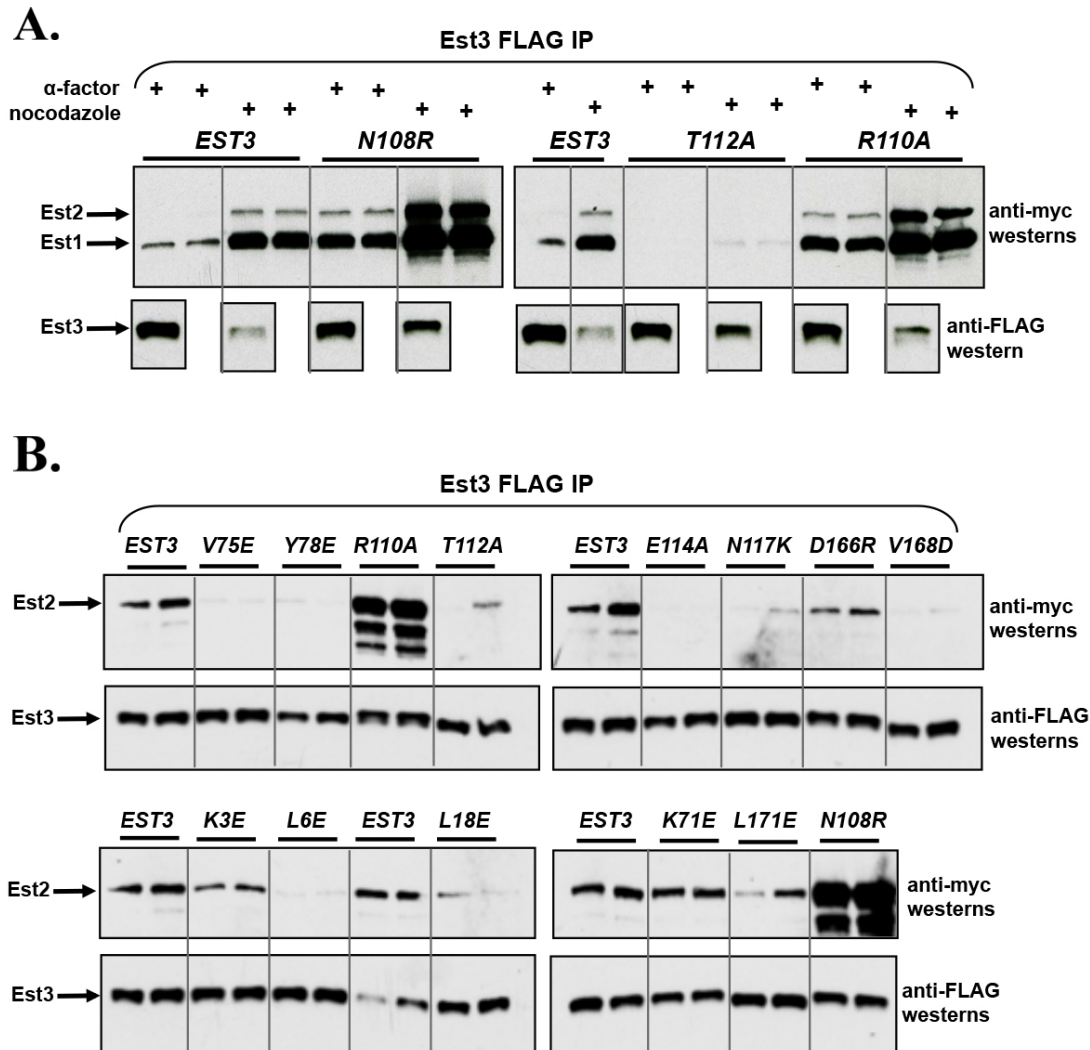 A.
Est3 FLAG IP
α-factor + + + + + + + + +
nocodazole + + + + + + + + +
EST3 N108R EST3 T112A R110A
Est2
Est1
anti-myc
westerns
Est3
anti-FLAG
western
B.
Est3 FLAG IP
EST3 V75E Y78E R110A T112A EST3 E114A N117K D166R V168D
Est2
anti-myc
westerns
Est3
anti-FLAG
westerns
EST3 K3E L6E EST3 L18E EST3 K71E L171E N108R
Est2
anti-myc
westerns
Est3
anti-FLAG
westerns